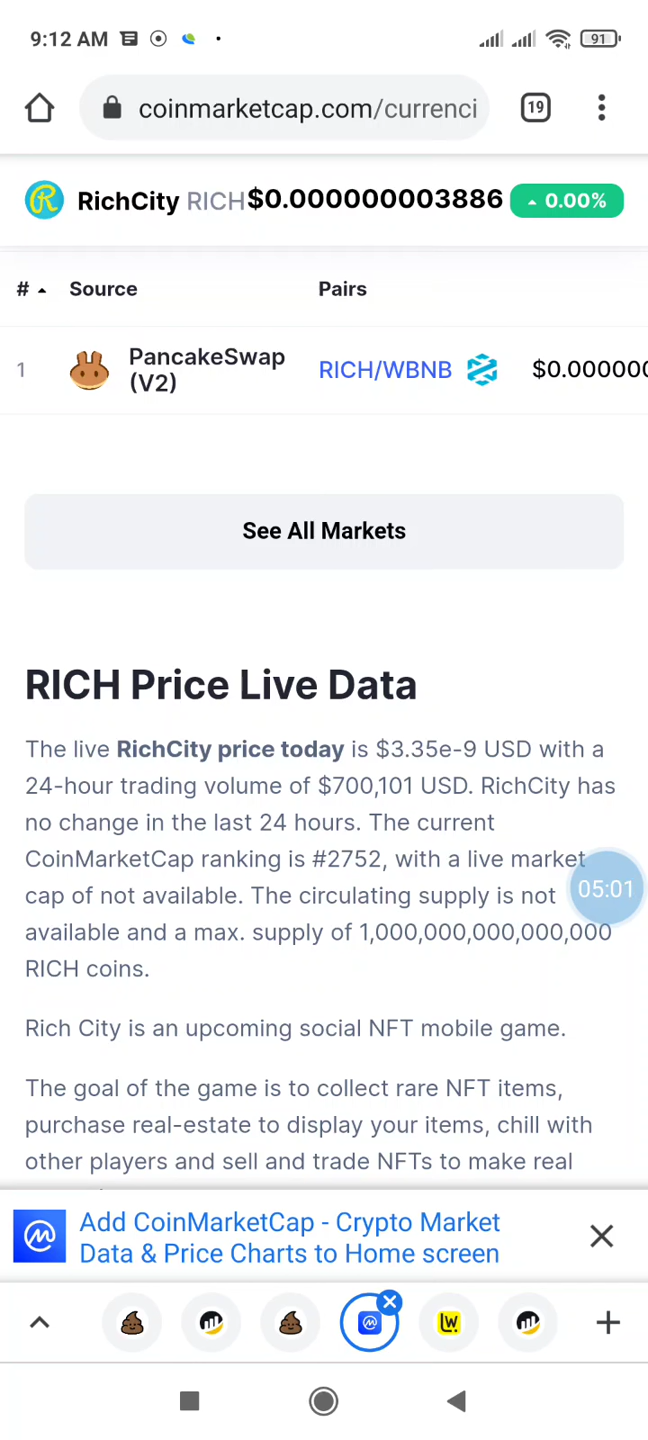 9:12 AM
91
coinmarketcap.com/currenci
19
RichCity RICH $0.000000003886 0.00%
# Source Pairs
1 PancakeSwap (V2) RICH/WBNB $0.000000
See All Markets
RICH Price Live Data
The live RichCity price today is $3.35e-9 USD with a
24-hour trading volume of $700,101 USD. RichCity has
no change in the last 24 hours. The current
CoinMarketCap ranking is #2752, with a live market
cap of not available. The circulating supply is not
05:01
available and a max. supply of 1,000,000,000,000,000
RICH coins.
Rich City is an upcoming social NFT mobile game.
The goal of the game is to collect rare NFT items,
purchase real-estate to display your items, chill with
other players and sell and trade NFTs to make real
Add CoinMarketCap - Crypto Market
Data & Price Charts to Home screen